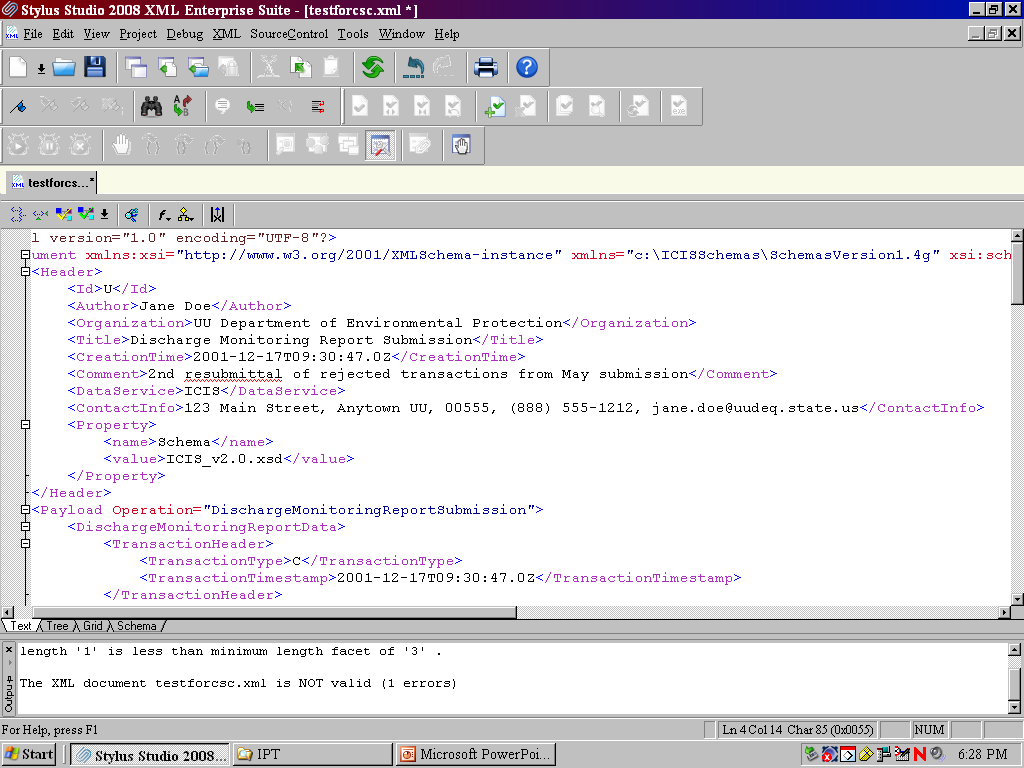 Stylus Studio 2008 XML Enterprise Suite - [testforcsc.xml *]
File Edit View Project Debug XML SourceControl Tools Window Help
testforcs...*
l version="1.0" encoding="UTF-8"?>
ument xmlns:xsi="http://www.w3.org/2001/XMLSchema-instance" xmlns="c:\ICISSchemas\SchemasVersion1.4g" xsi:sch
<Header>
<Id>U</Id>
<Author>Jane Doe</Author>
<Organization>UU Department of Environmental Protection</Organization>
<Title>Discharge Monitoring Report Submission</Title>
<CreationTime>2001-12-17T09:30:47.0Z</CreationTime>
<Comment>2nd resubmittal of rejected transactions from May submission</Comment>
<DataService>ICIS</DataService>
<ContactInfo>123 Main Street, Anytown UU, 00555, (888) 555-1212, jane.doe@uudeq.state.us</ContactInfo>
<Property>
<name>Schema</name>
<value>ICIS_v2.0.xsd</value>
</Property>
</Header>
<Payload Operation="DischargeMonitoringReportSubmission">
<DischargeMonitoringReportData>
<TransactionHeader>
<TransactionType>C</TransactionType>
<TransactionTimestamp>2001-12-17T09:30:47.0Z</TransactionTimestamp>
</TransactionHeader>
Text Tree Grid Schema
length '1' is less than minimum length facet of '3' .
The XML document testforcsc.xml is NOT valid (1 errors)
Output
For Help, press F1
Ln 4 Col 14 Char 85 (0x0055) NUM
Start Stylus Studio 2008... IPT Microsoft PowerPoi... 6:28 PM